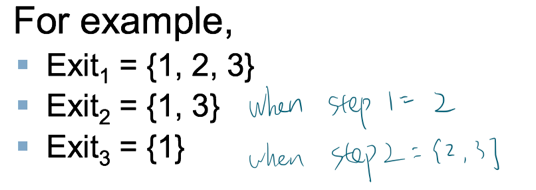 For example,
Exit₁ = {1, 2, 3}
Exit₂ = {1, 3} when step 1 = 2
Exit₃ = {1} when step 2 = {2, 3}